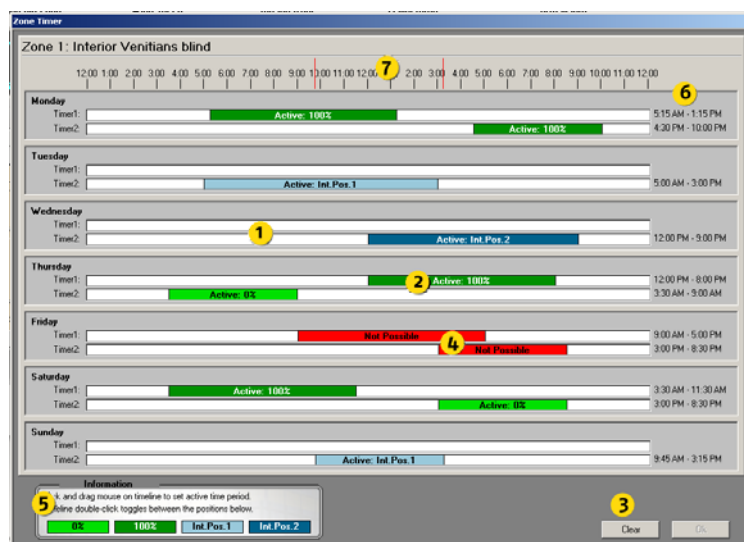 Zone Timer
Zone 1: Interior Venitians blind
12:00 1:00 2:00 3:00 4:00 5:00 6:00 7:00 8:00 9:00 10:00 11:00 12:00 2:00 3:00 4:00 5:00 6:00 7:00 8:00 9:00 10:00 11:00 12:00
7
6
Monday
Timer1: Active: 100% 5:15 AM - 1:15 PM
Timer2: Active: 100% 4:30 PM - 10:00 PM
Tuesday
Timer1:
Timer2: Active: Int.Pos.1 5:00 AM - 3:00 PM
Wednesday
Timer1:
1
Timer2: Active: Int.Pos.2 12:00 PM - 9:00 PM
Thursday
Timer1: 2 Active: 100% 12:00 PM - 8:00 PM
Timer2: Active: 0% 3:30 AM - 9:00 AM
Friday
Timer1: Not Possible 9:00 AM - 5:00 PM
4
Timer2: Not Possible 3:00 PM - 8:30 PM
Saturday
Timer1: Active: 100% 3:30 AM - 11:30 AM
Timer2: Active: 0% 3:00 PM - 8:30 PM
Sunday
Timer1:
Timer2: Active: Int.Pos.1 9:45 AM - 3:15 PM
Information
and drag mouse on timeline to set active time period.
5
double-click toggles between the positions below.
0% 100% Int.Pos.1 Int.Pos.2
3
Clear Ok